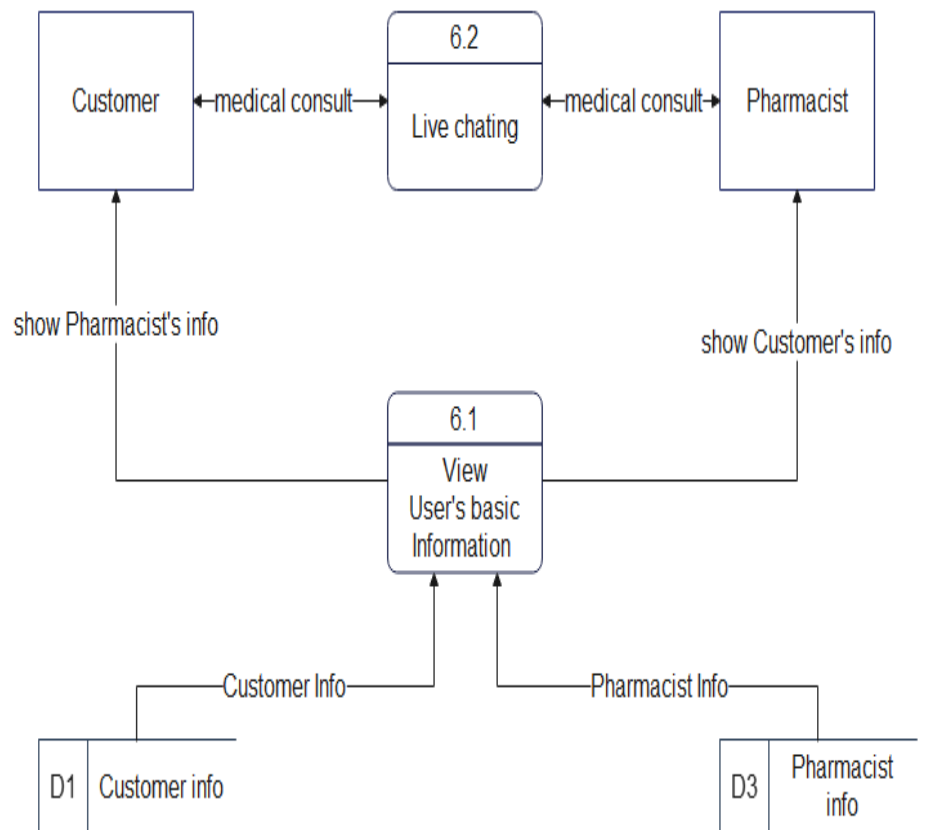 6.2
Customer
medical consult
Live chating
medical consult
Pharmacist
show Pharmacist's info
show Customer's info
6.1
View
User's basic
Information
Customer Info
Pharmacist Info
D1
Customer info
D3
Pharmacist
info